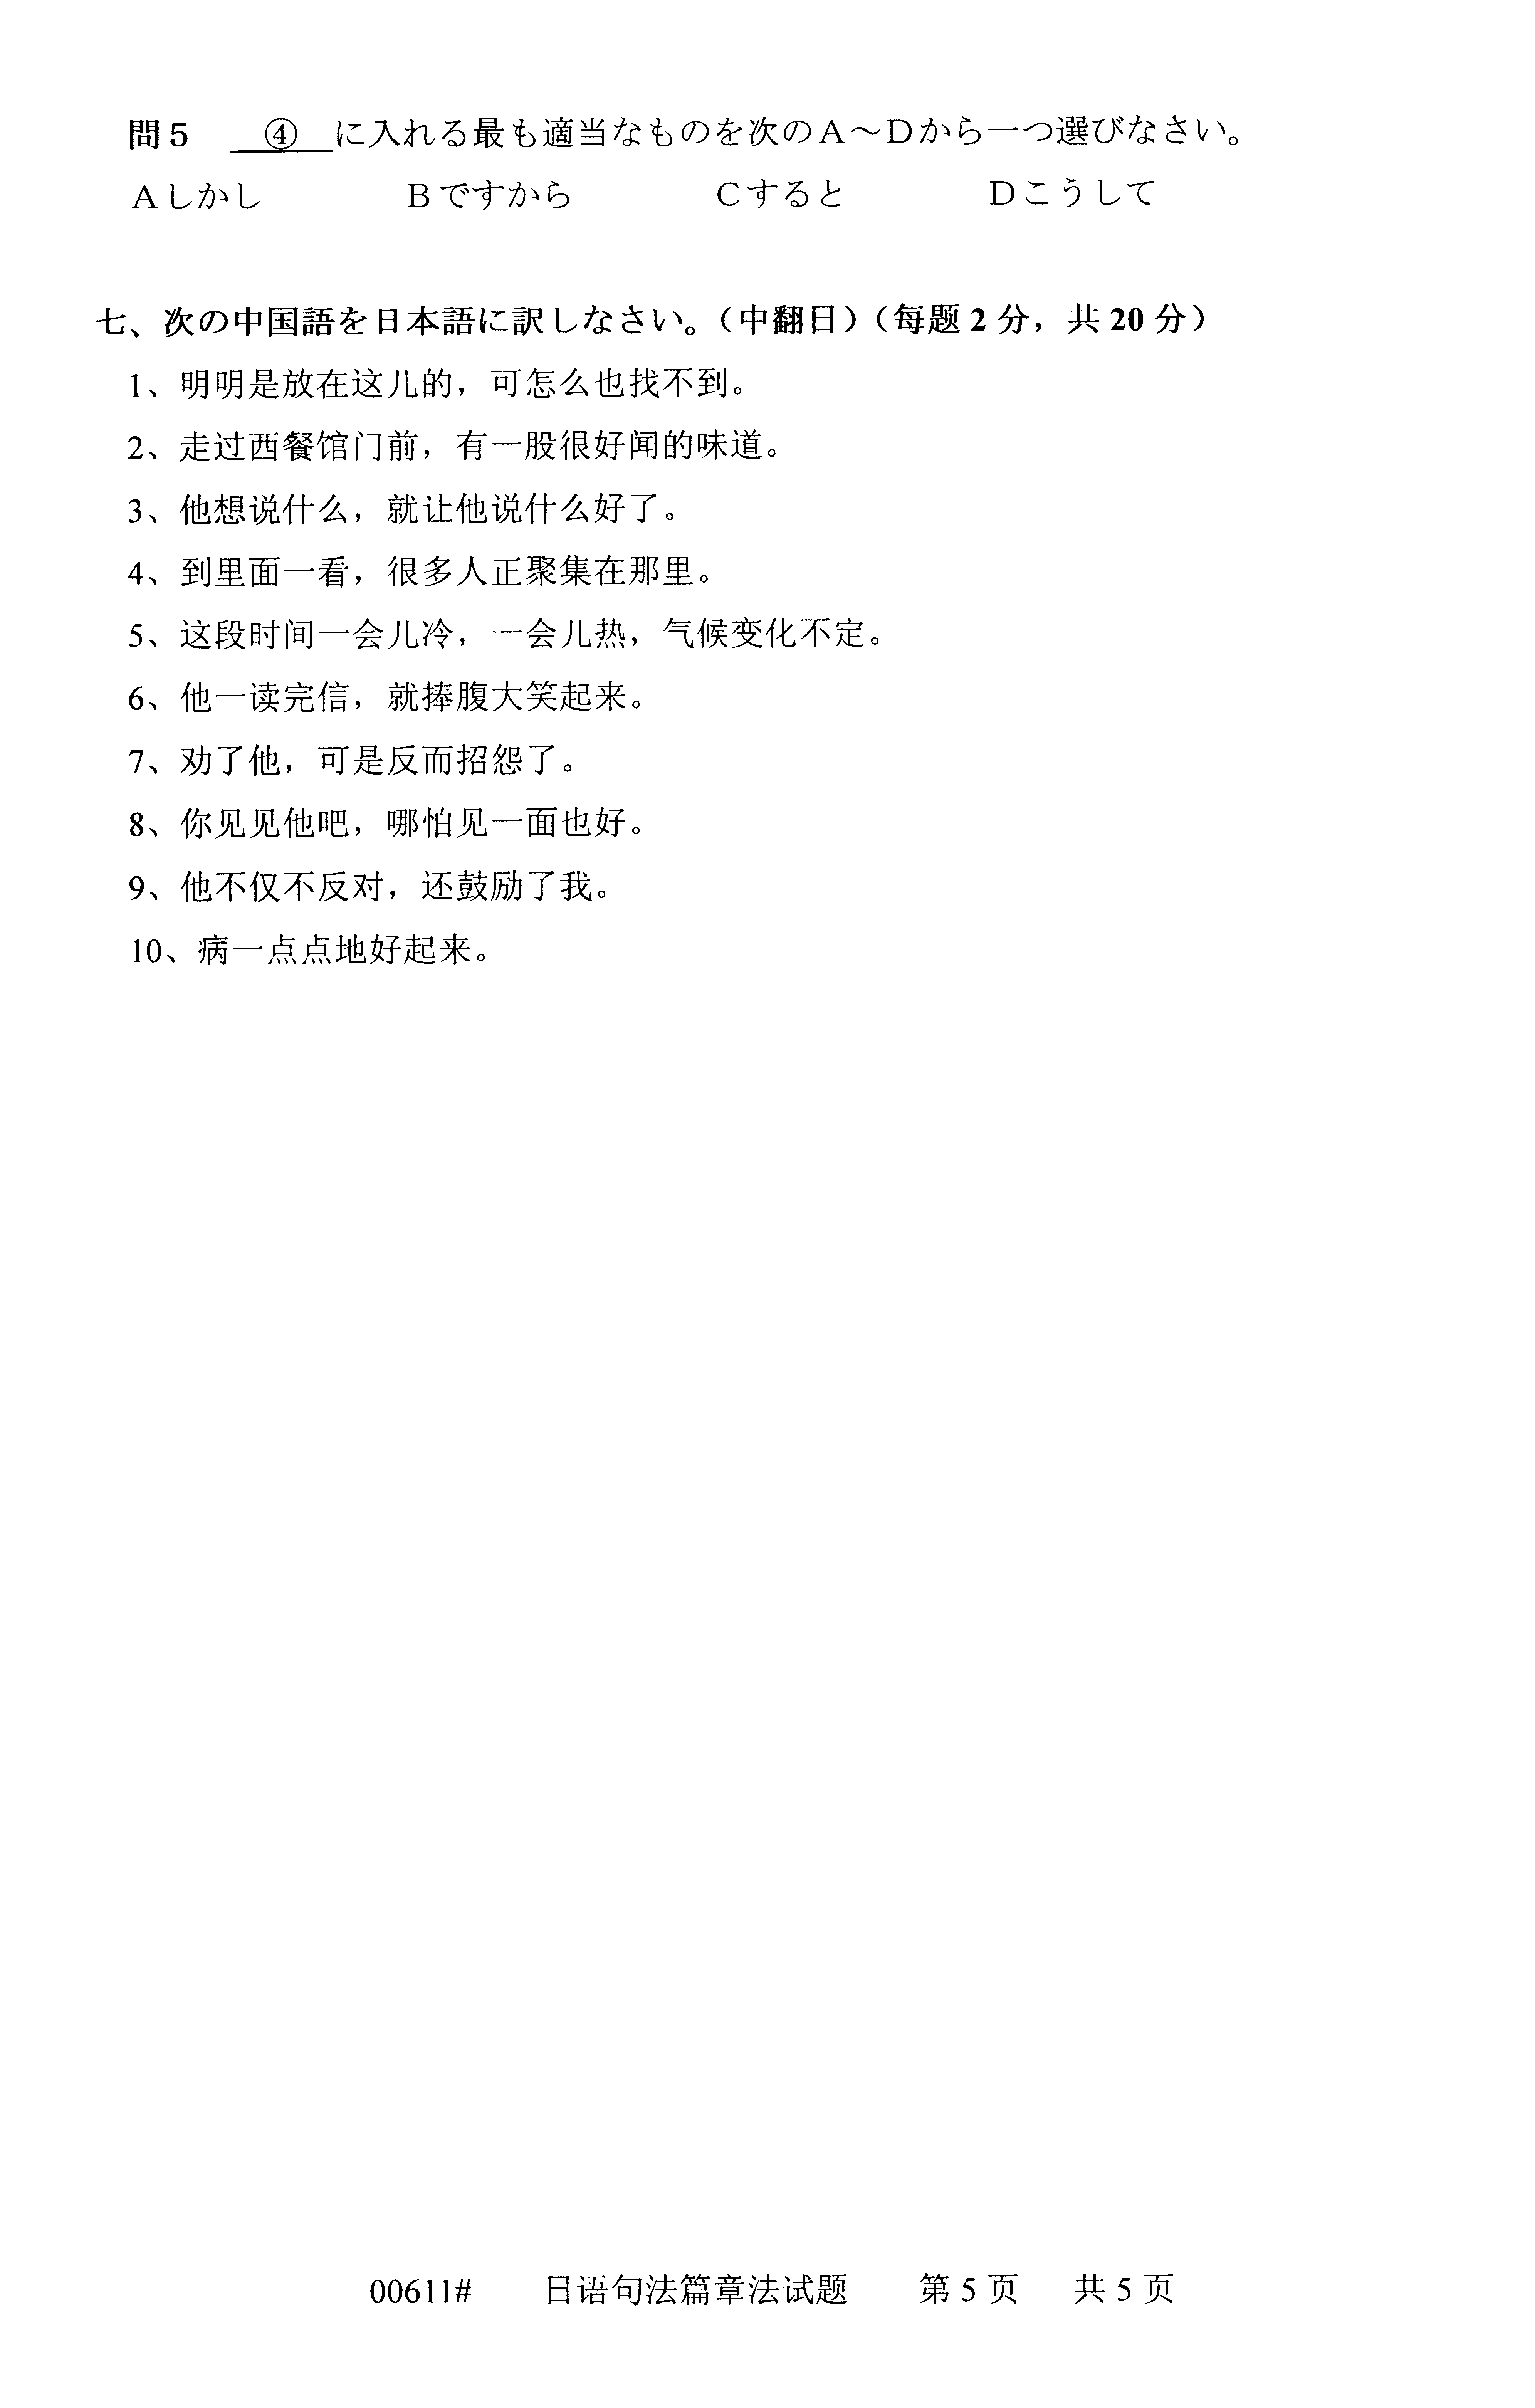 問5 ④ に入れる最も適当なものを次のA～Dから一つ選びなさい。
Aしかし Bですから Cすると Dこうして
七、次の中国語を日本語に訳しなさい。（中翻日）（每题2分，共20分）
1、明明是放在这儿的，可怎么也找不到。
2、走过西餐馆门前，有一股很好闻的味道。
3、他想说什么，就让他说什么好了。
4、到里面一看，很多人正聚集在那里。
5、这段时间一会儿冷，一会儿热，气候变化不定。
6、他一读完信，就捧腹大笑起来。
7、劝了他，可是反而招怨了。
8、你见见他吧，哪怕见一面也好。
9、他不仅不反对，还鼓励了我。
10、病一点点地好起来。
00611# 日语句法篇章法试题 第5页 共5页